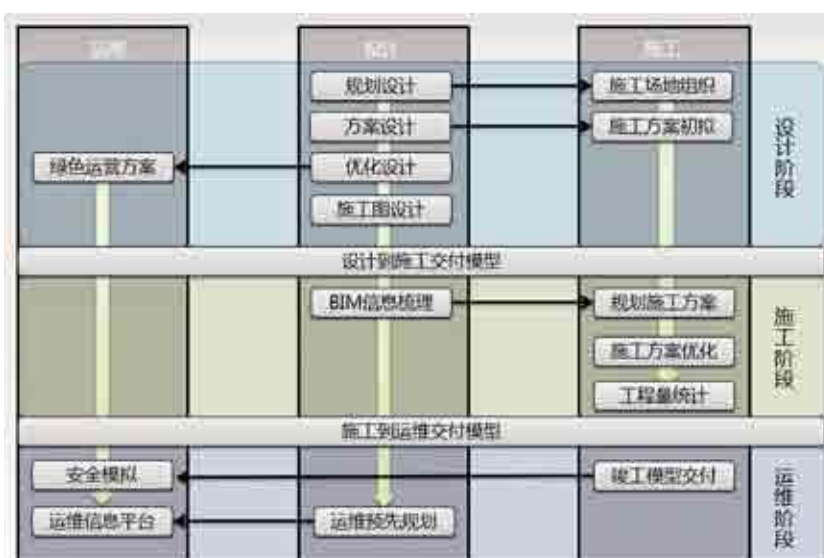 设计
施工
规划设计
施工场地组织
方案设计
施工方案初拟
绿色运营方案
优化设计
施工图设计
设计阶段
设计到施工交付模型
BIM信息梳理
规划施工方案
施工方案优化
工程量统计
施工阶段
施工到运维交付模型
安全模拟
竣工模型交付
运维信息平台
运维预先规划
运维阶段